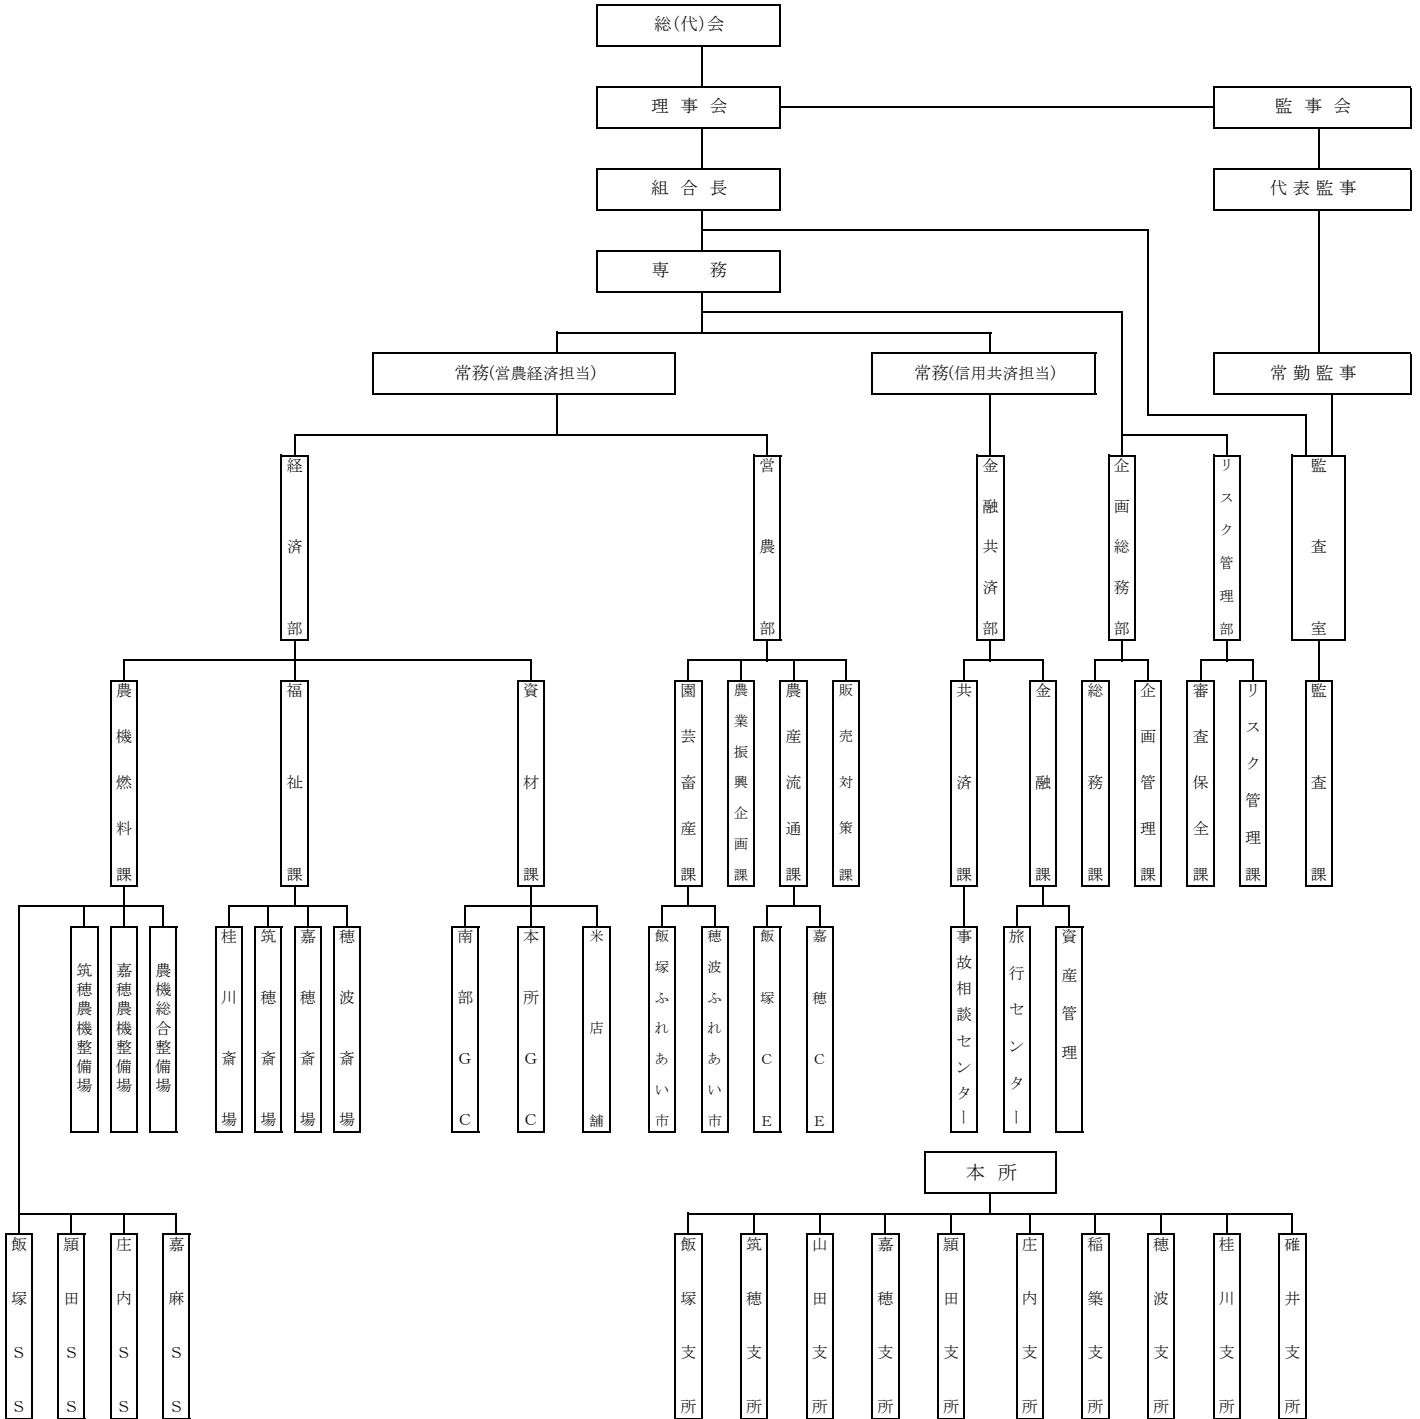 総(代)会
理事会
監事会
組合長
代表監事
専務
常務(営農経済担当)
常務(信用共済担当)
常勤監事
経済部
営農部
金融共済部
企画総務部
リスク管理部
監査室
農機燃料課
福祉課
資材課
園芸畜産課
農業振興企画課
農産流通課
販売対策課
共済課
金融課
総務課
企画管理課
審査保全課
リスク管理課
監査課
筑穂農機整備場
嘉穂農機整備場
農機総合整備場
桂川斎場
筑穂斎場
嘉穂斎場
穂波斎場
南部GC
本所GC
米店舗
飯塚ふれあい市
穂波ふれあい市
飯塚CE
嘉穂CE
事故相談センター
旅行センター
資産管理
本所
飯塚SS
頴田SS
庄内SS
嘉麻SS
飯塚支所
筑穂支所
山田支所
嘉穂支所
頴田支所
庄内支所
稲築支所
穂波支所
桂川支所
碓井支所